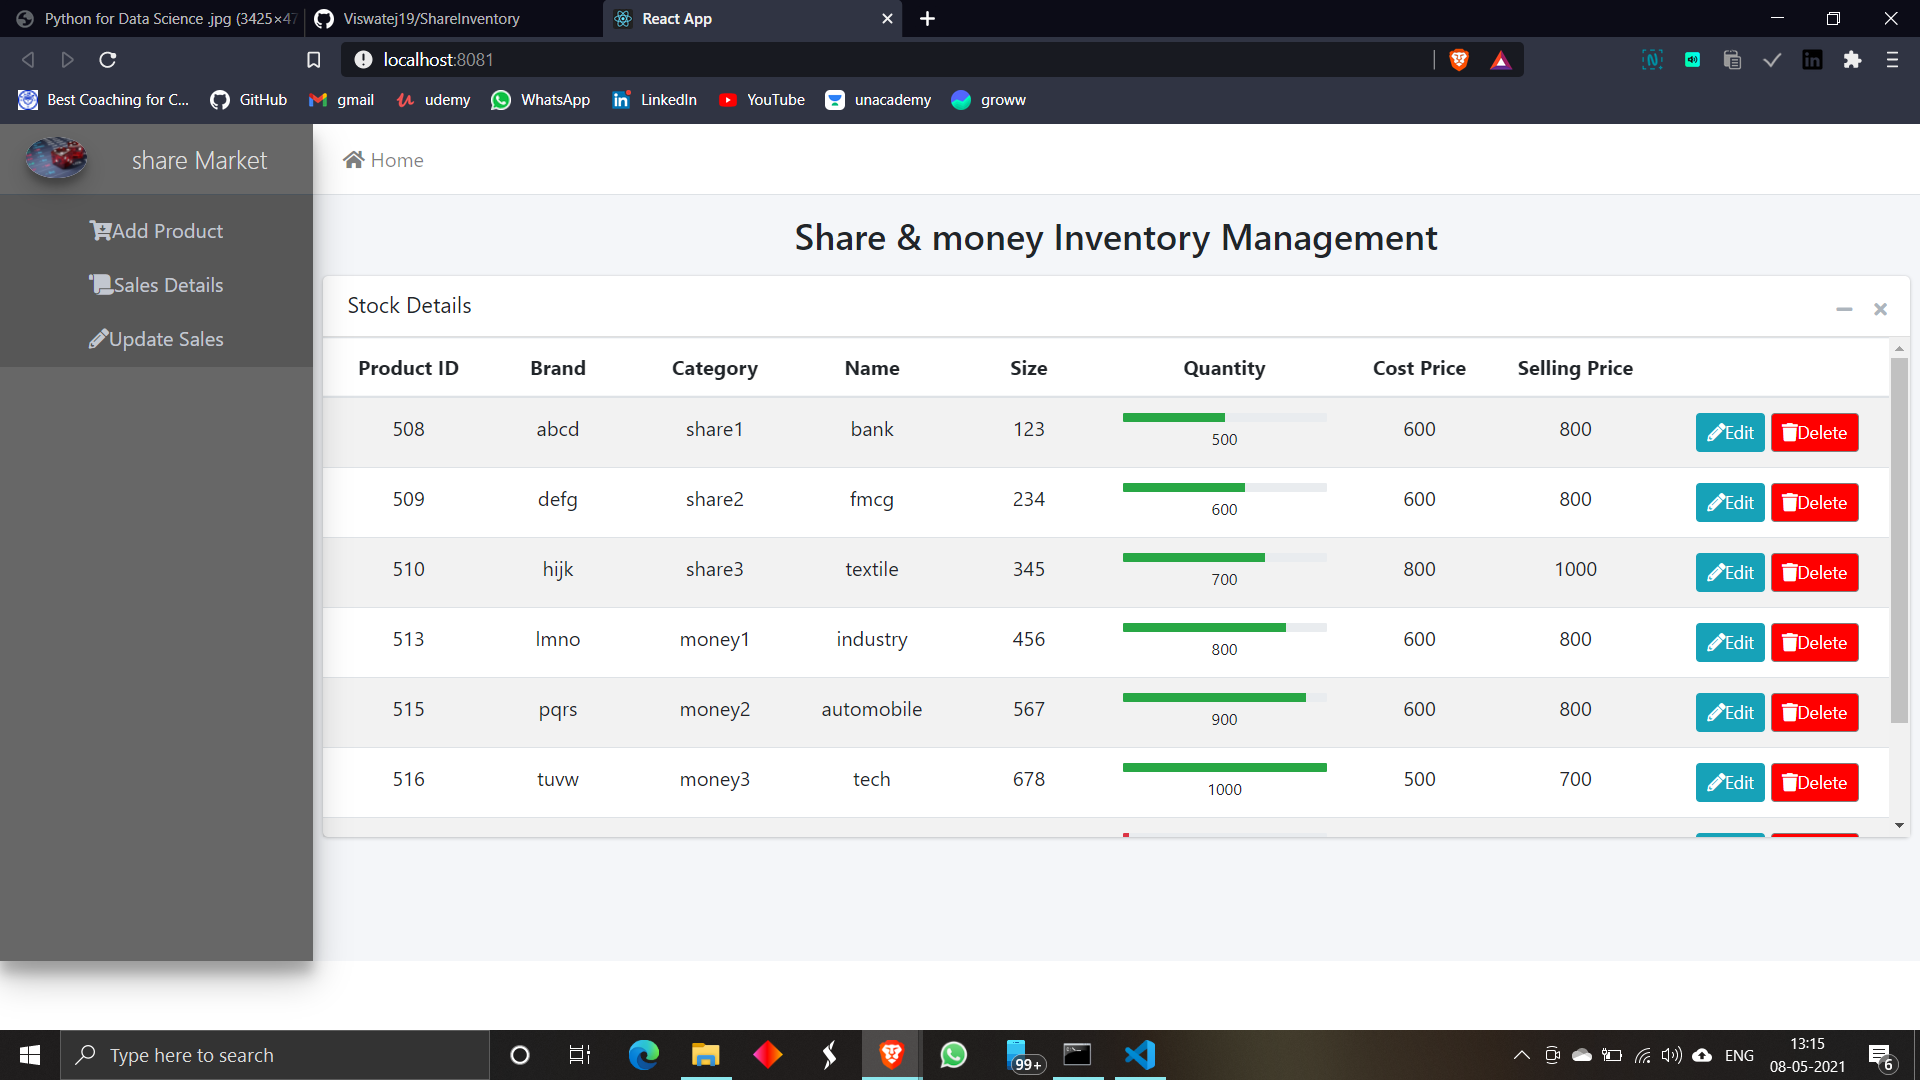 Python for Data Science .jpg (3425×47
Viswatej19/ShareInventory
React App
localhost:8081
Best Coaching for C...
GitHub
gmail
udemy
WhatsApp
LinkedIn
YouTube
unacademy
groww
share Market
Home
Add Product
Sales Details
Update Sales
Share & money Inventory Management
Stock Details
Product ID Brand Category Name Size Quantity Cost Price Selling Price
508 abcd share1 bank 123 500 600 800 Edit Delete
509 defg share2 fmcg 234 600 600 800 Edit Delete
510 hijk share3 textile 345 700 800 1000 Edit Delete
513 lmno money1 industry 456 800 600 800 Edit Delete
515 pqrs money2 automobile 567 900 600 800 Edit Delete
516 tuvw money3 tech 678 1000 500 700 Edit Delete
Type here to search
99+
ENG
13:15
08-05-2021
6